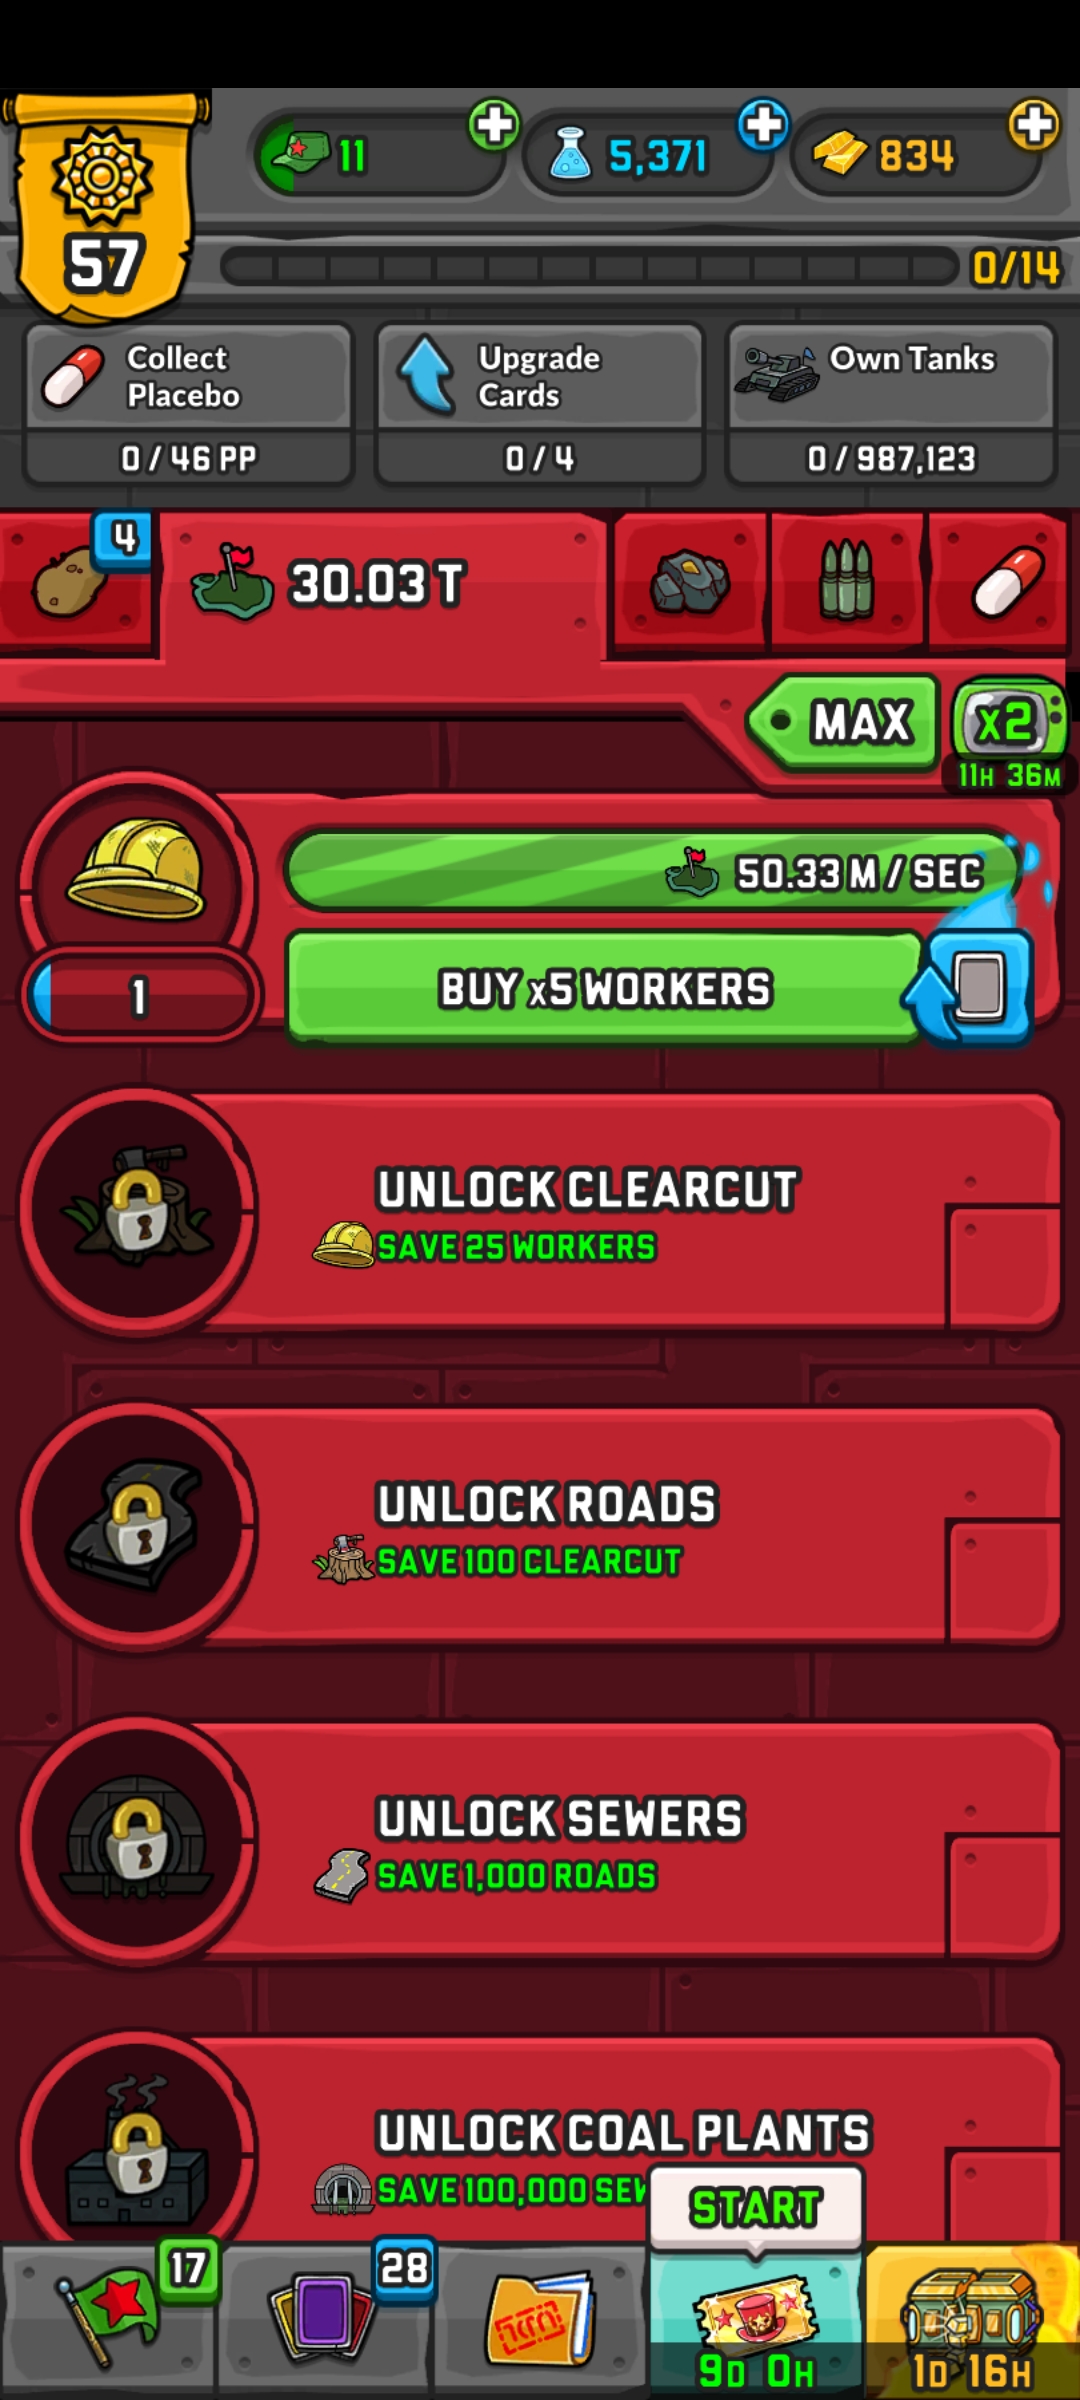 57
11
5,371
834
0/14
Collect
Placebo
0 / 46 PP
Upgrade
Cards
0 / 4
Own Tanks
0 / 987,123
4
30.03 T
MAX
x2
11H 36M
50.33 M / SEC
1
BUY x5 WORKERS
UNLOCK CLEARCUT
SAVE 25 WORKERS
UNLOCK ROADS
SAVE 100 CLEARCUT
UNLOCK SEWERS
SAVE 1,000 ROADS
UNLOCK COAL PLANTS
SAVE 100,000
START
17
28
9D 0H
1D 16H